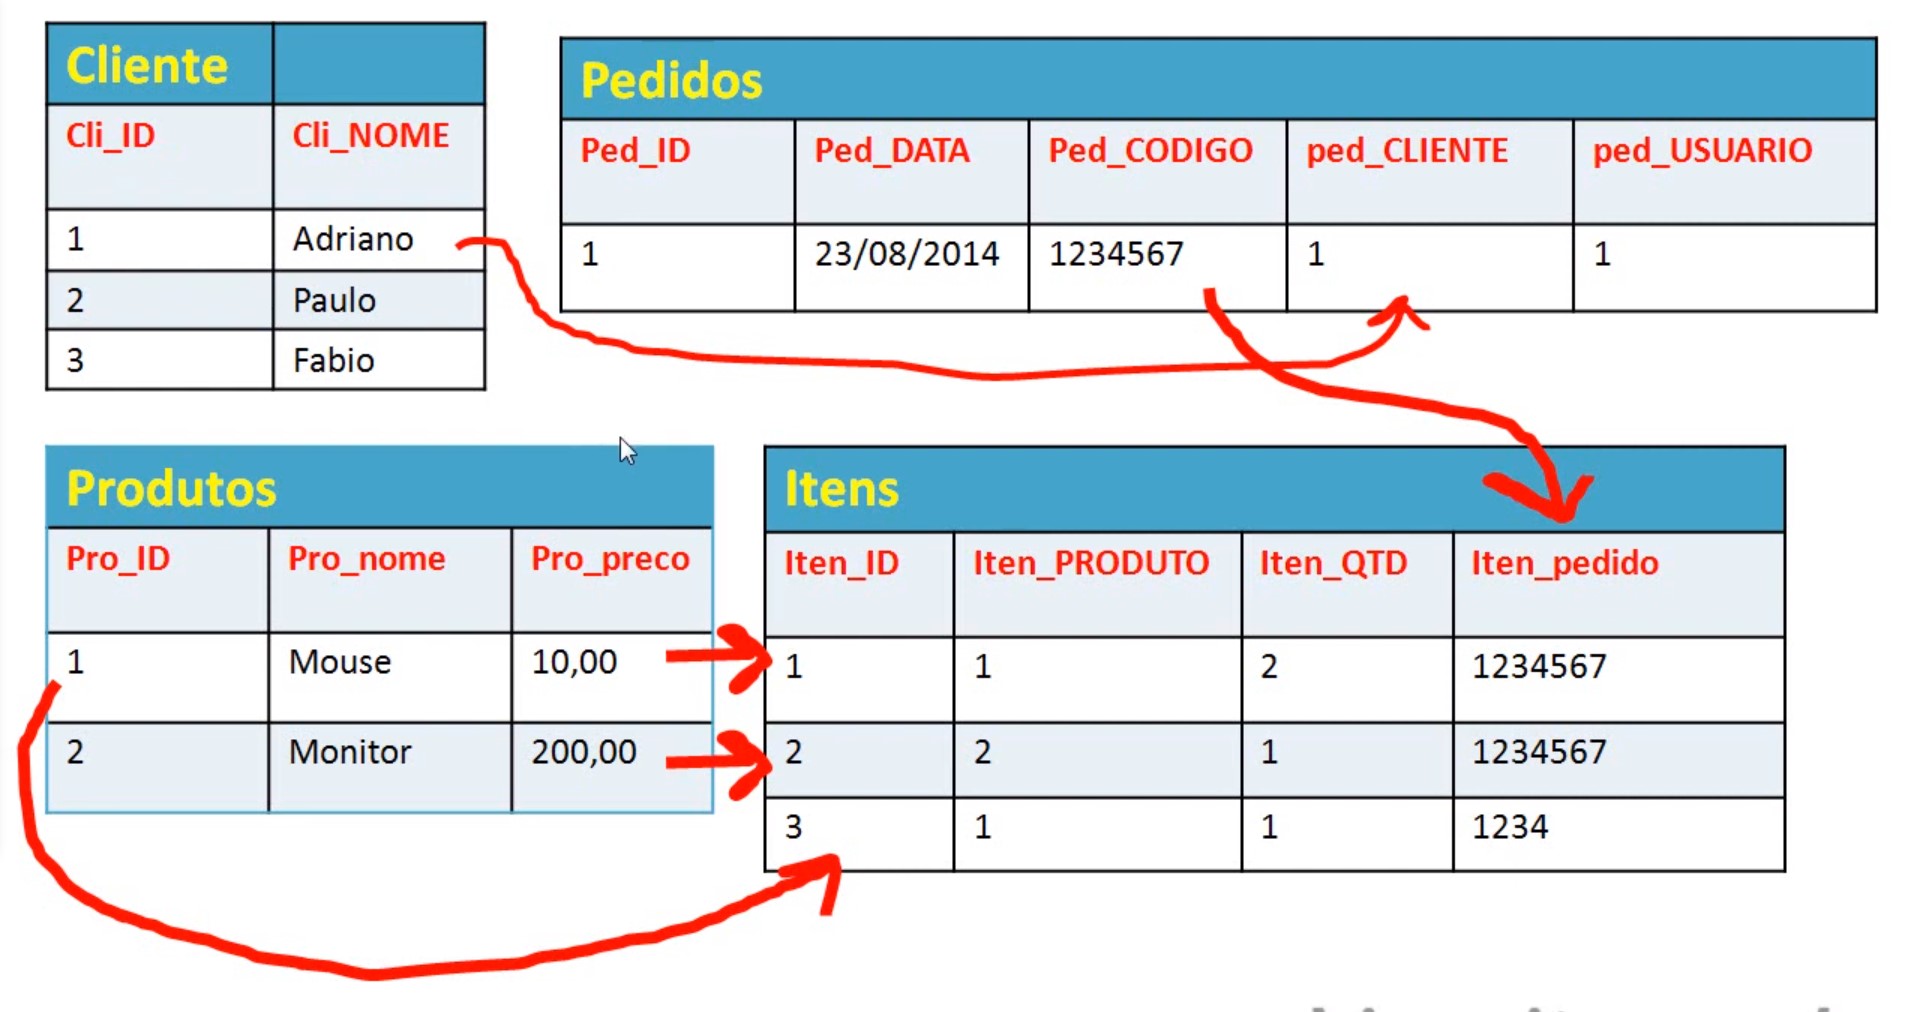 Cliente
Cli_ID Cli_NOME
1 Adriano
2 Paulo
3 Fabio
Pedidos
Ped_ID Ped_DATA Ped_CODIGO ped_CLIENTE ped_USUARIO
1 23/08/2014 1234567 1 1
Produtos
Pro_ID Pro_nome Pro_preco
1 Mouse 10,00
2 Monitor 200,00
Itens
Iten_ID Iten_PRODUTO Iten_QTD Iten_pedido
1 1 2 1234567
2 2 1 1234567
3 1 1 1234